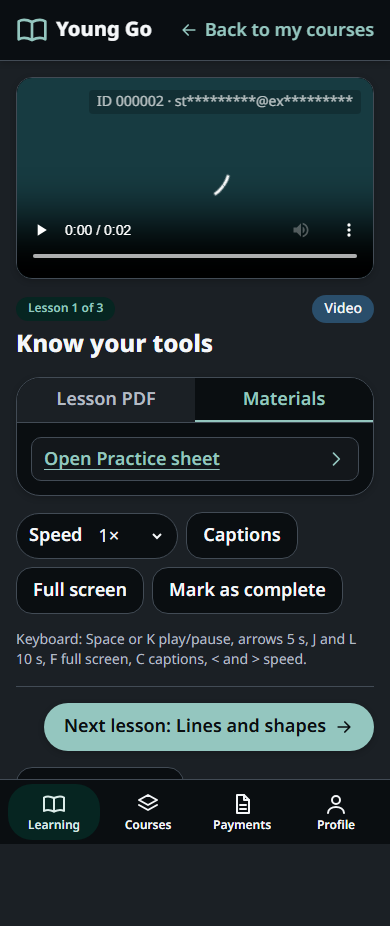 Young Go
← Back to my courses
ID 000002 · st*********@ex*********
0:00 / 0:02
Lesson 1 of 3
Video
Know your tools
Lesson PDF
Materials
Open Practice sheet
Speed 1×
Captions
Full screen
Mark as complete
Keyboard: Space or K play/pause, arrows 5 s, J and L
10 s, F full screen, C captions, < and > speed.
Next lesson: Lines and shapes →
Learning
Courses
Payments
Profile